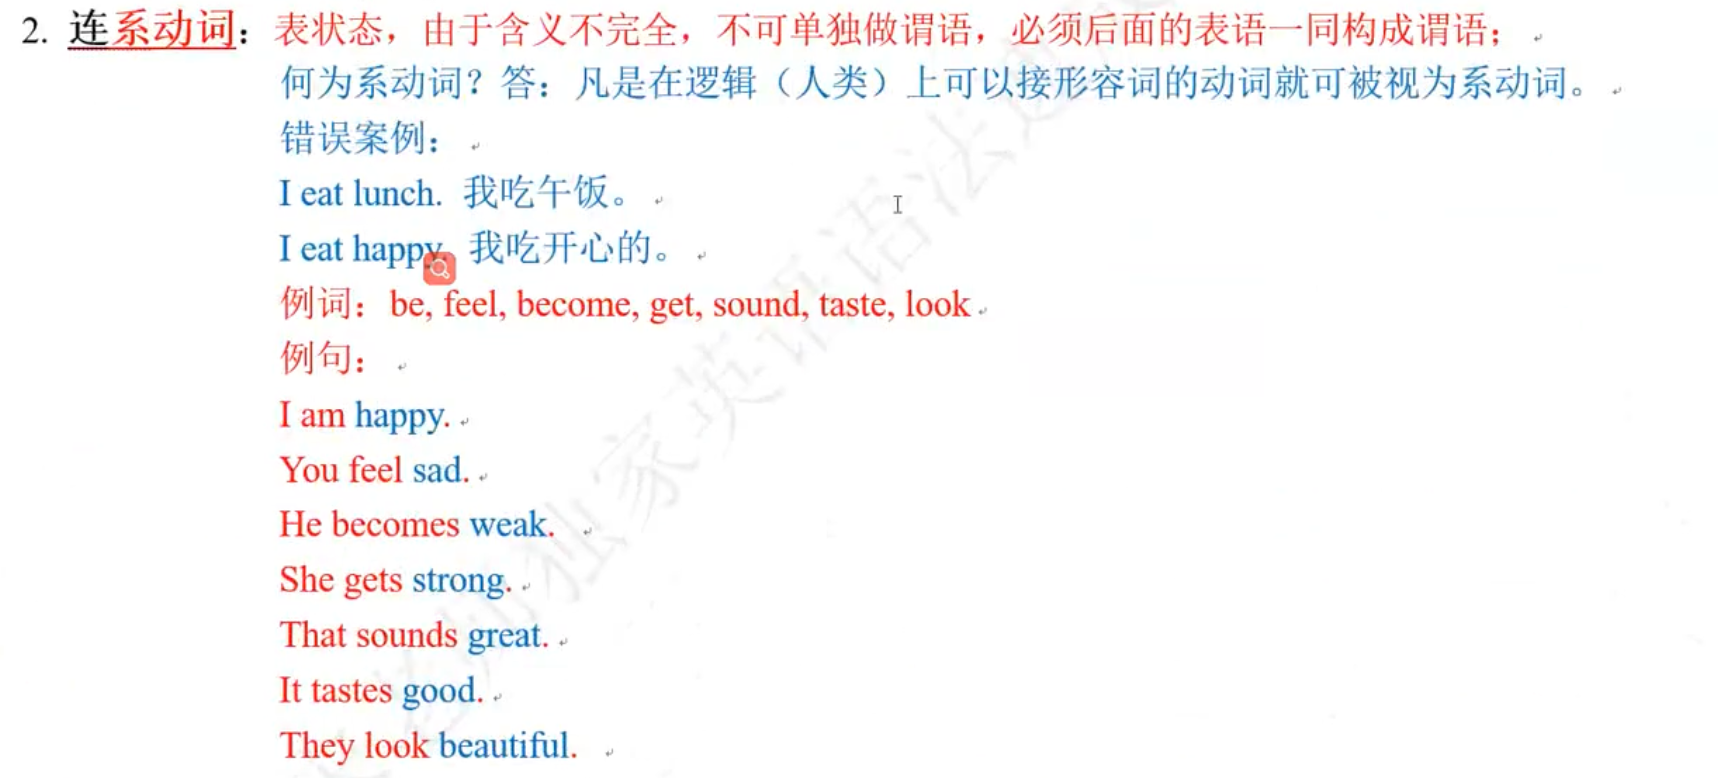 2. 连系动词：表状态，由于含义不完全，不可单独做谓语，必须后面的表语一同构成谓语；
何为系动词？答：凡是在逻辑（人类）上可以接形容词的动词就可被视为系动词。
错误案例：
I eat lunch. 我吃午饭。
I eat happy. 我吃开心的。
例词：be, feel, become, get, sound, taste, look
例句：
I am happy.
You feel sad.
He becomes weak.
She gets strong.
That sounds great.
It tastes good.
They look beautiful.